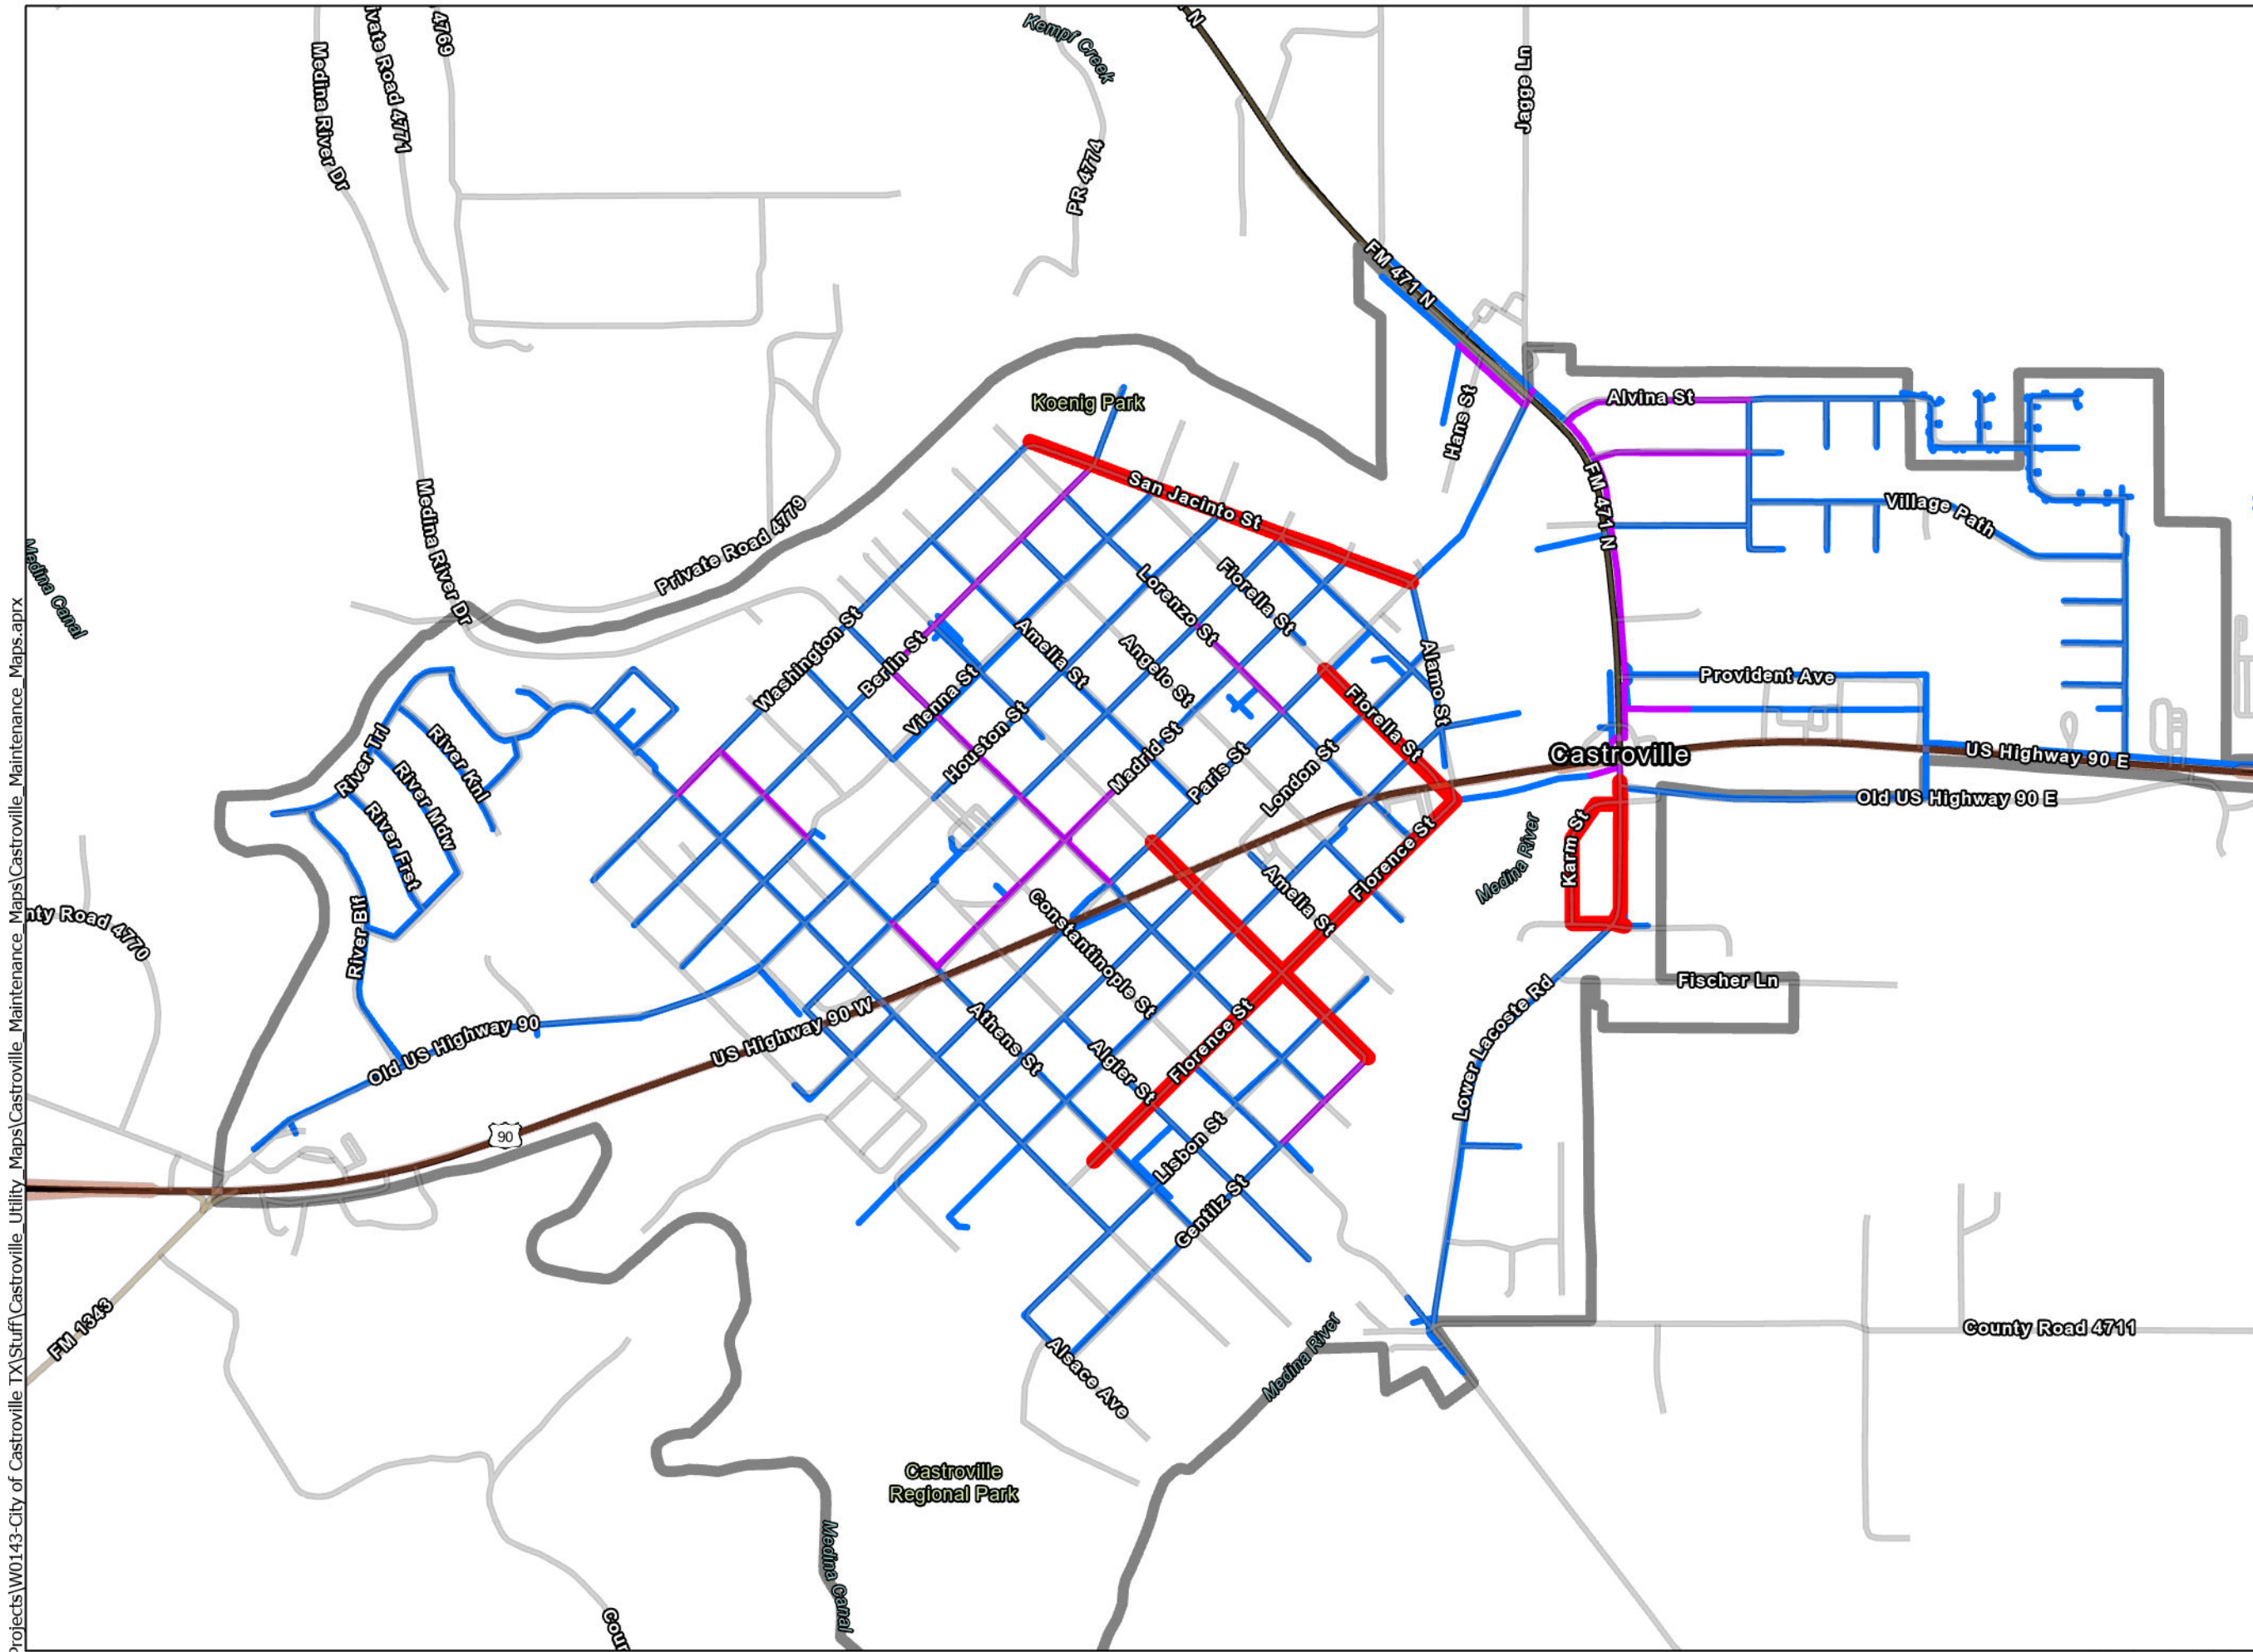 N
Kempf Creek
4769
ivate Road 4771
Medina River Dr
Jagge Ln
PR 4774
FM 471 N
Koenig Park
Alvina St
Hans St
San Jacinto St
FM 471 N
Village Path
Medina River Dr
Private Road 4779
Medina Canal
Lorenzo St
Fiorella St
Washington St
Berlin St
Amelia St
Angelo St
Alamo St
Vienna St
Provident Ave
Fiorella St
Houston St
Madrid St
Paris St
London St
Castroville
US Highway 90 E
River Trl
River Knl
River Mdw
River Frst
Old US Highway 90 E
Karm St
Florence St
Medina River
Amelia St
nty Road 4770
River Blf
Constantinople St
Fischer Ln
Old US Highway 90
US Highway 90 W
Athens St
Algier St
Florence St
Lower Lacoste Rd
90
Lisbon St
Gentilz St
FM 1343
Alsace Ave
Medina River
County Road 4711
Castroville
Regional Park
Medina Canal
Coun
Projects\W0143-City of Castroville TX\Stuff\Castroville_Utility_Maps\Castroville_Maintenance_Maps\Castroville_Maintenance_Maps.aprx